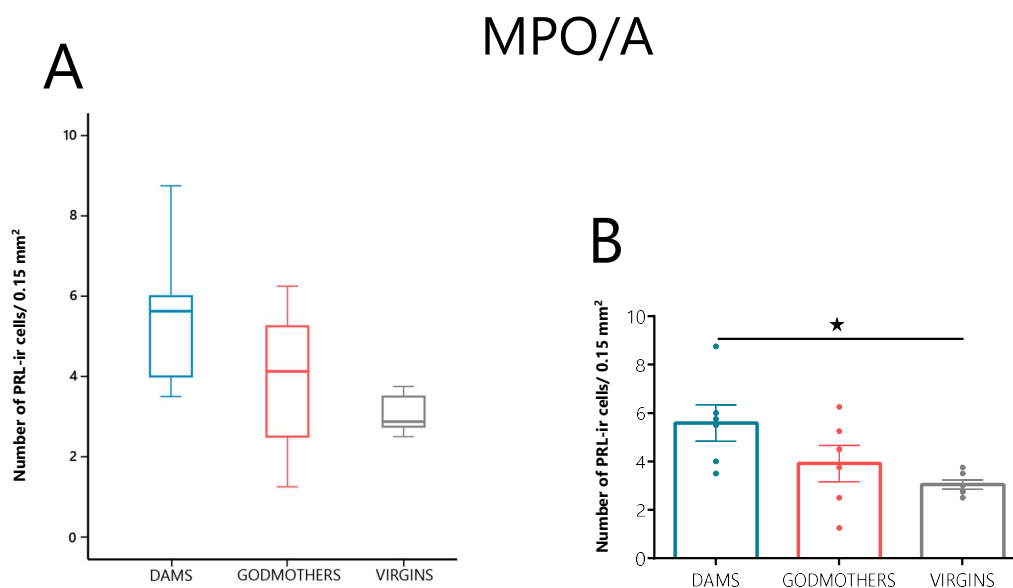 MPO/A
A
Number of PRL-ir cells/ 0.15 mm²
10
8
6
4
2
0
DAMS
GODMOTHERS
VIRGINS
B
Number of PRL-ir cells/ 0.15 mm²
10
8
6
4
2
0
★
DAMS
GODMOTHERS
VIRGINS